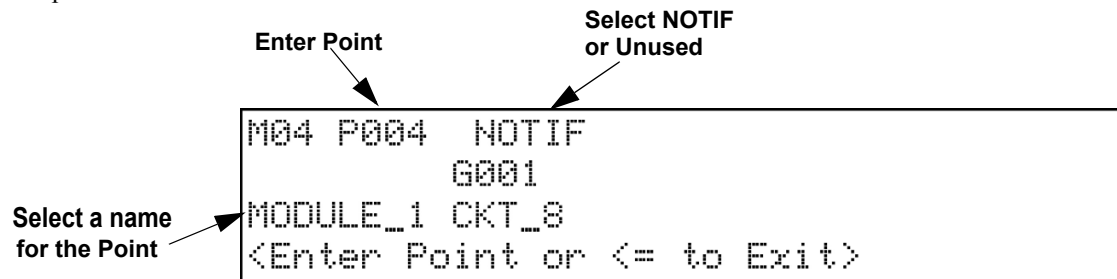 Select NOTIF
or Unused
Enter Point
M04 P004 NOTIF
G001
Select a name
for the Point
MODULE_1 CKT_8
<Enter Point or <= to Exit>